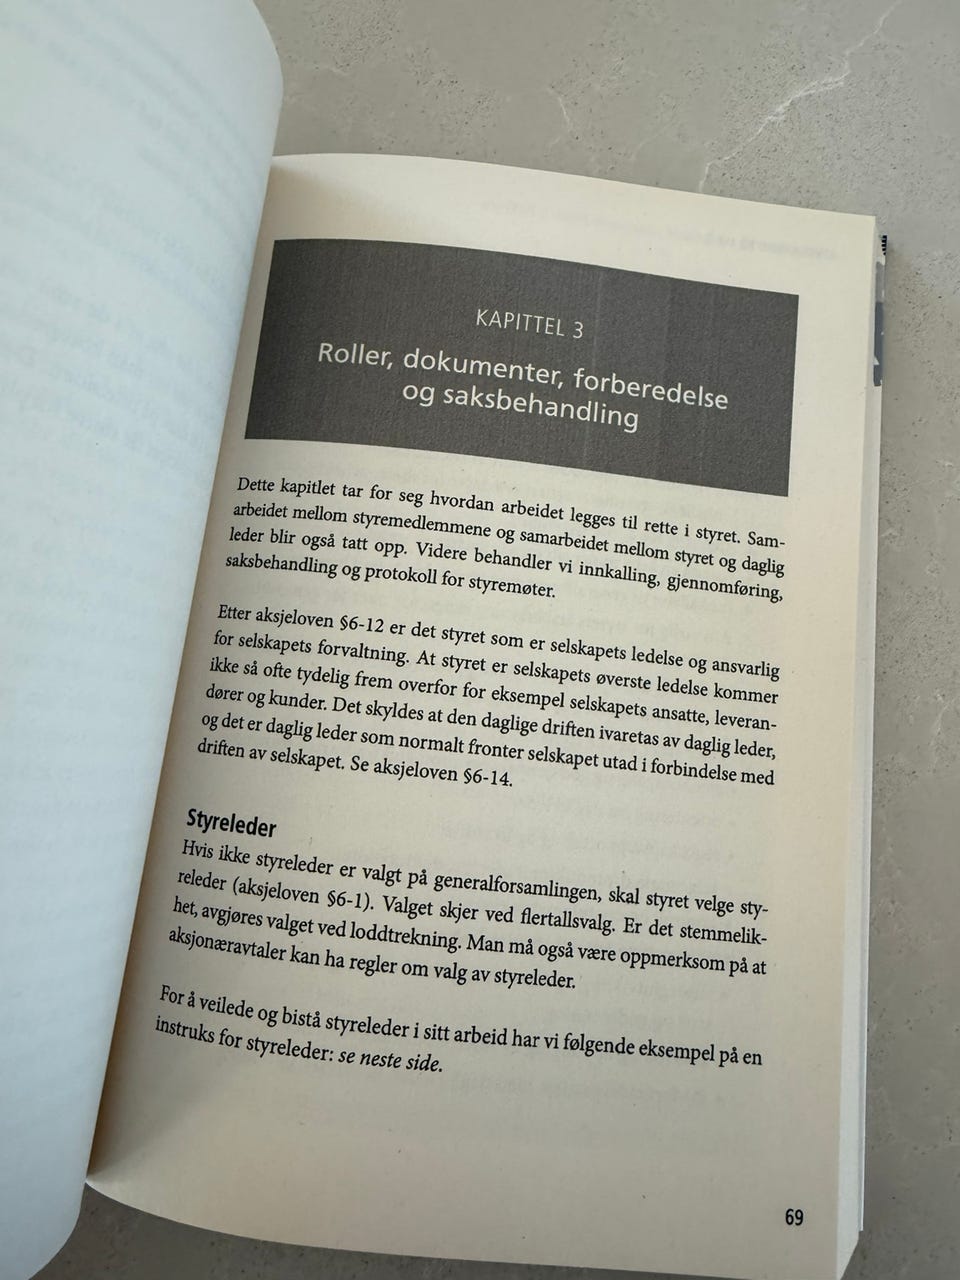 KAPITTEL 3
Roller, dokumenter, forberedelse
og saksbehandling
Dette kapitlet tar for seg hvordan arbeidet legges til rette i styret. Sam-
arbeidet mellom styremedlemmene og samarbeidet mellom styret og daglig
leder blir også tatt opp. Videre behandler vi innkalling, gjennomføring,
saksbehandling og protokoll for styremøter.
Etter aksjeloven §6-12 er det styret som er selskapets ledelse og ansvarlig
for selskapets forvaltning. At styret er selskapets øverste ledelse kommer
ikke så ofte tydelig frem overfor for eksempel selskapets ansatte, leveran-
dører og kunder. Det skyldes at den daglige driften ivaretas av daglig leder,
og det er daglig leder som normalt fronter selskapet utad i forbindelse med
driften av selskapet. Se aksjeloven §6-14.
Styreleder
Hvis ikke styreleder er valgt på generalforsamlingen, skal styret velge sty-
releder (aksjeloven §6-1). Valget skjer ved flertallsvalg. Er det stemmelik-
het, avgjøres valget ved loddtrekning. Man må også være oppmerksom på at
aksjonæravtaler kan ha regler om valg av styreleder.
For å veilede og bistå styreleder i sitt arbeid har vi følgende eksempel på en
instruks for styreleder: se neste side.
69